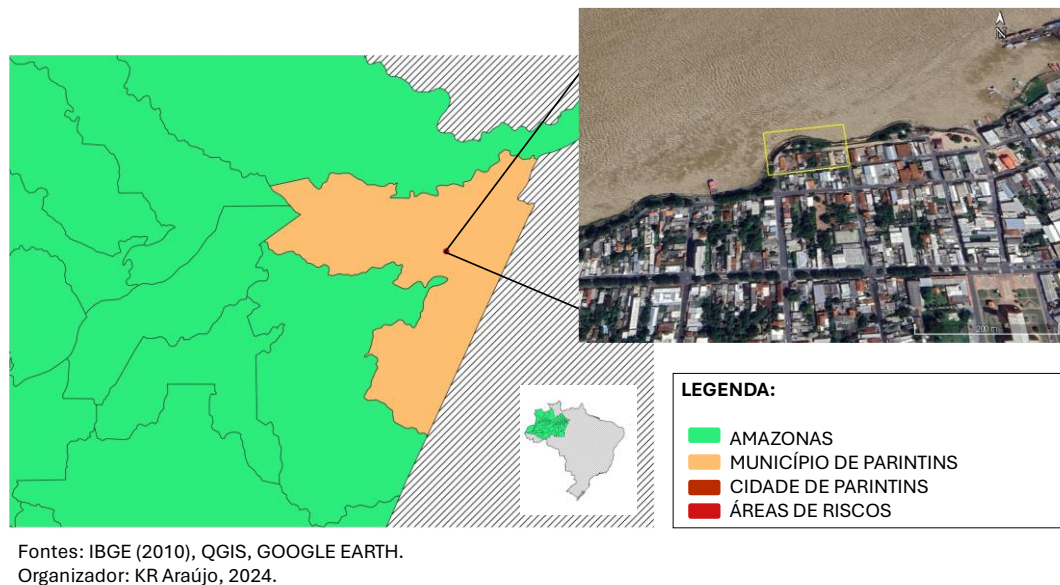 N
200 m
LEGENDA:
AMAZONAS
MUNICÍPIO DE PARINTINS
CIDADE DE PARINTINS
ÁREAS DE RISCOS
Fontes: IBGE (2010), QGIS, GOOGLE EARTH.
Organizador: KR Araújo, 2024.